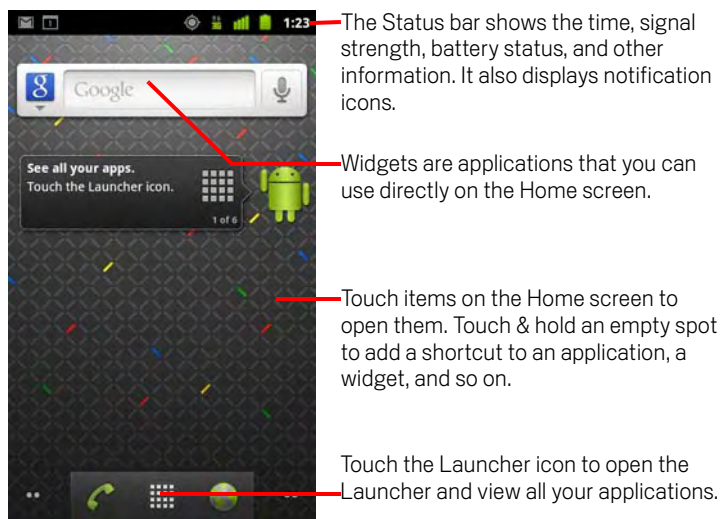 1:23
The Status bar shows the time, signal
strength, battery status, and other
information. It also displays notification
icons.
8
Google
Widgets are applications that you can
use directly on the Home screen.
See all your apps.
Touch the Launcher icon.
1 of 6
Touch items on the Home screen to
open them. Touch & hold an empty spot
to add a shortcut to an application, a
widget, and so on.
Touch the Launcher icon to open the
Launcher and view all your applications.